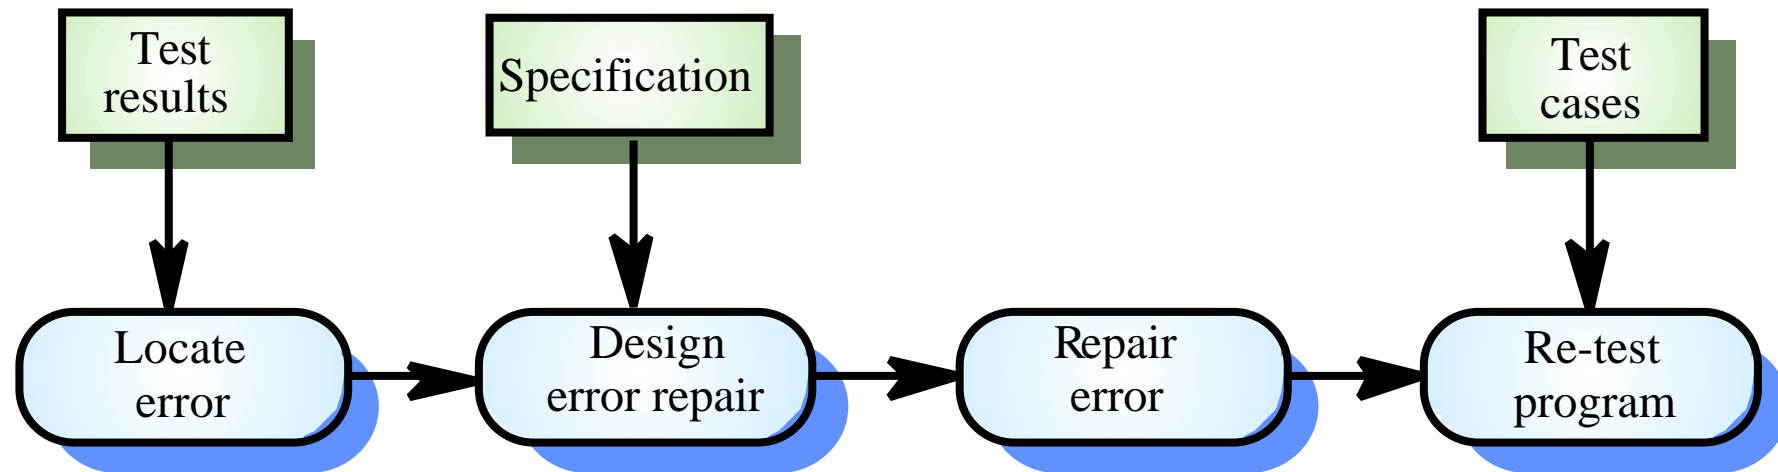 Test
results
Specification
Test
cases
Locate
error
Design
error repair
Repair
error
Re-test
program